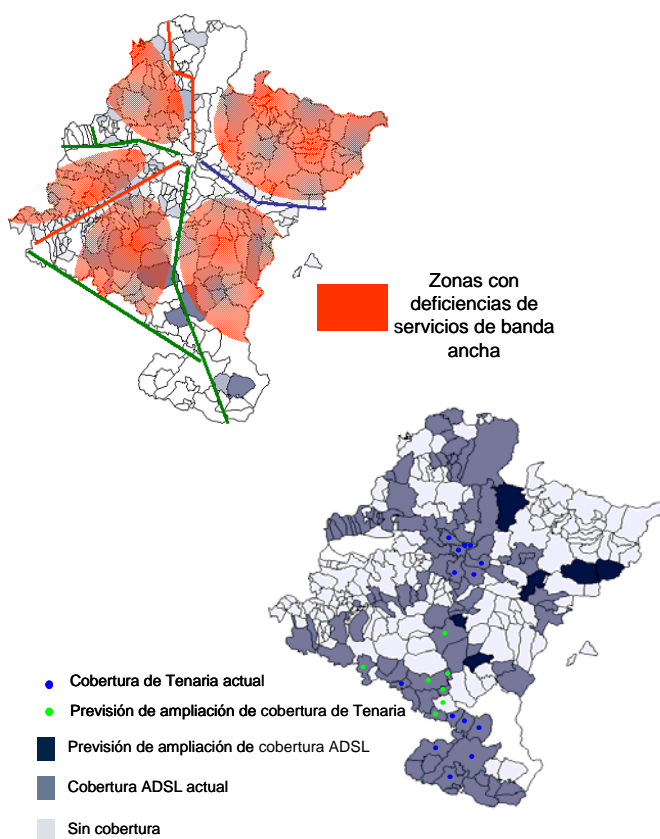 Zonas con
deficiencias de
servicios de banda
ancha
Cobertura de Tenaria actual
Previsión de ampliación de cobertura de Tenaria
Previsión de ampliación de cobertura ADSL
Cobertura ADSL actual
Sin cobertura